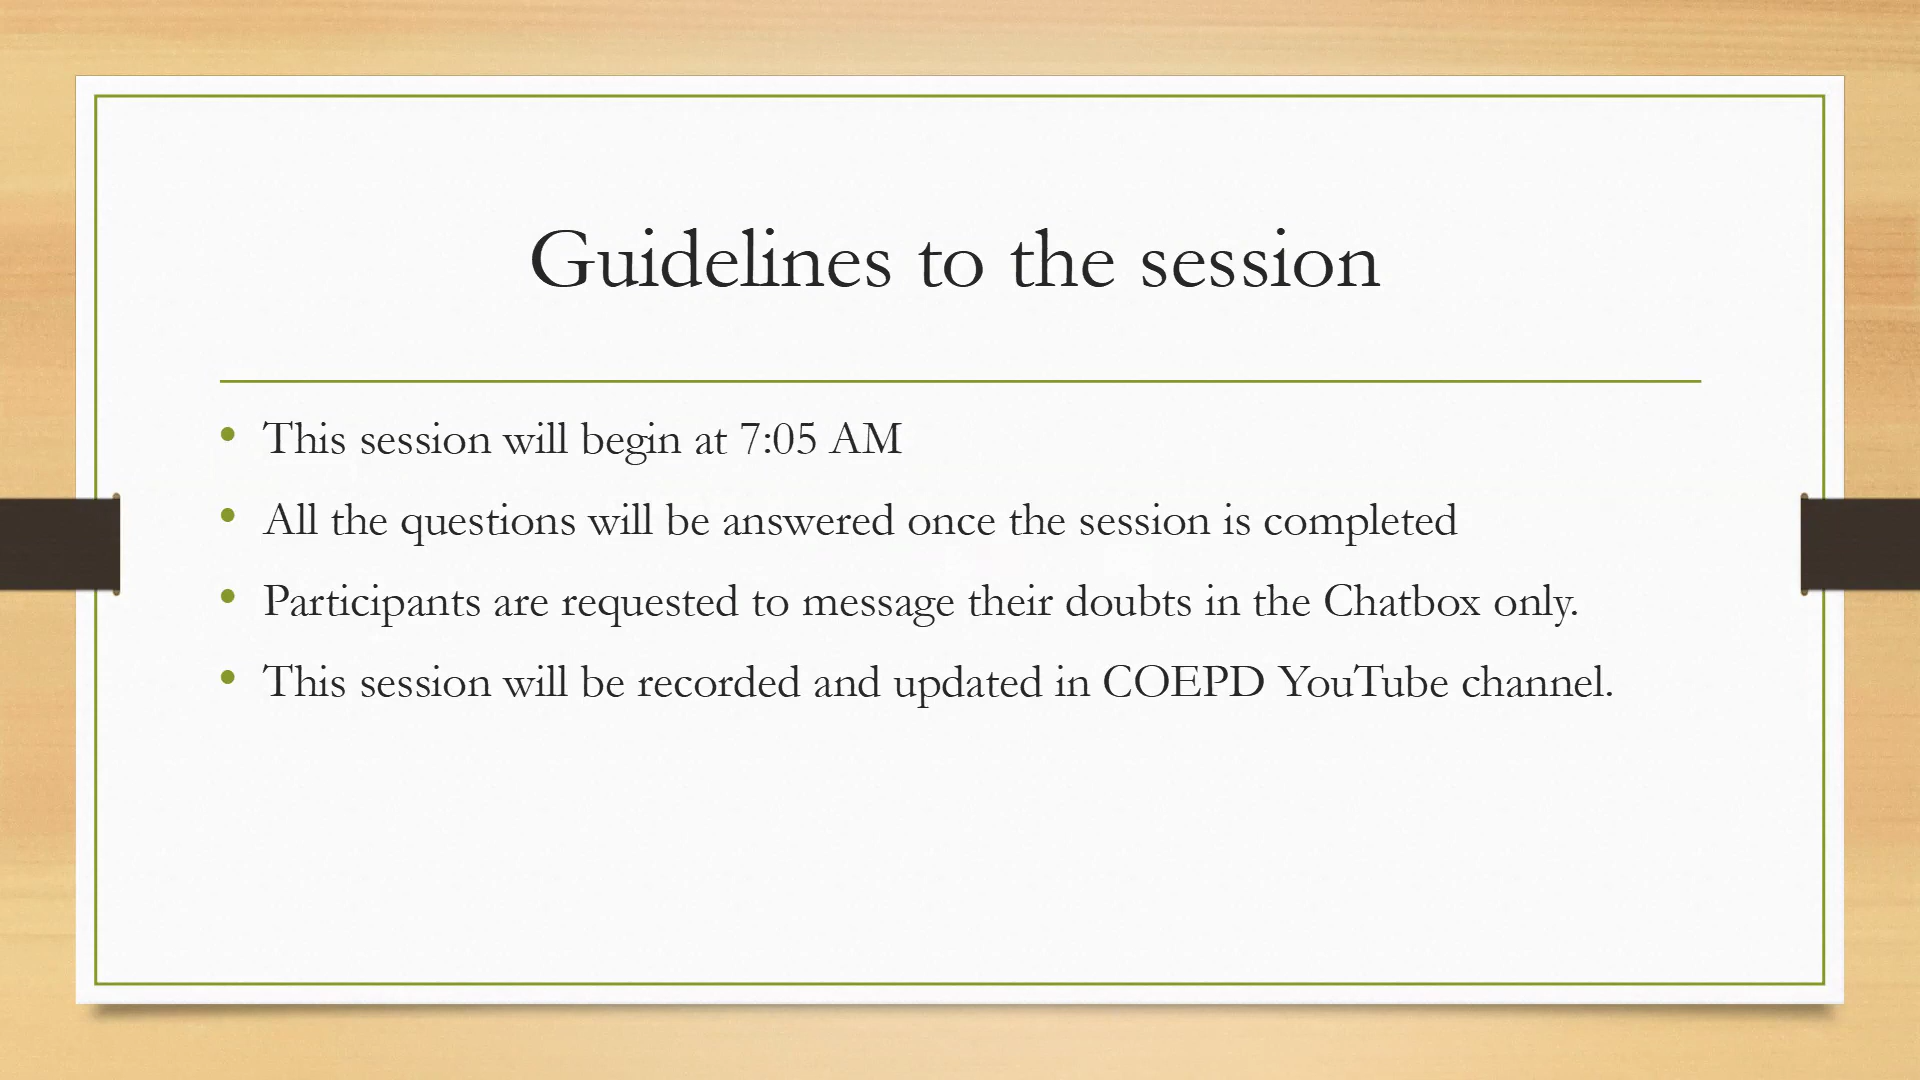 Guidelines to the session
• This session will begin at 7:05 AM
• All the questions will be answered once the session is completed
• Participants are requested to message their doubts in the Chatbox only.
• This session will be recorded and updated in COEPD YouTube channel.